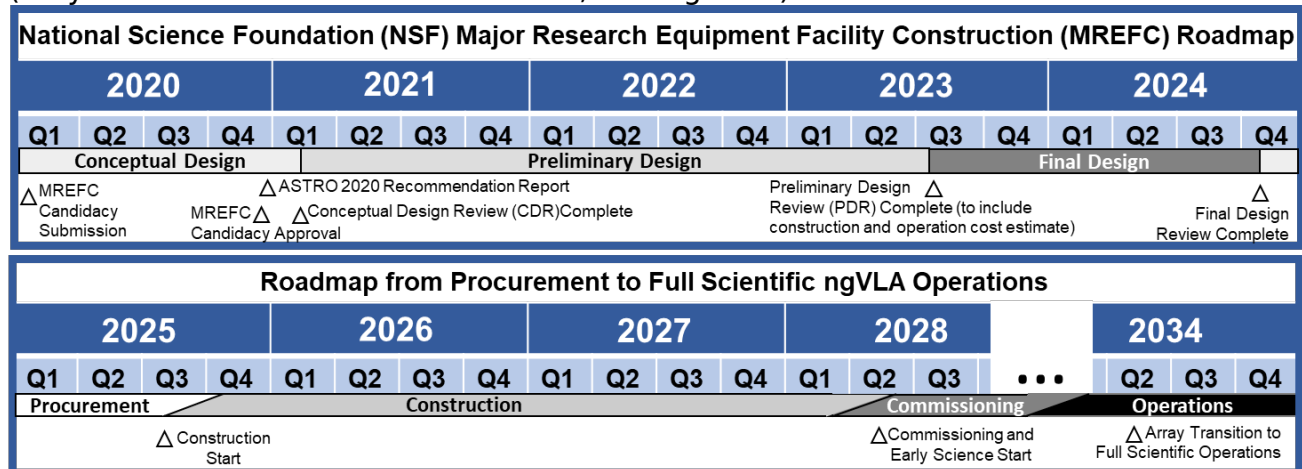 National Science Foundation (NSF) Major Research Equipment Facility Construction (MREFC) Roadmap
2020 2021 2022 2023 2024
Q1 Q2 Q3 Q4 Q1 Q2 Q3 Q4 Q1 Q2 Q3 Q4 Q1 Q2 Q3 Q4 Q1 Q2 Q3 Q4
Conceptual Design Preliminary Design Final Design
MREFC
Candidacy
Submission
ASTRO 2020 Recommendation Report
MREFC
Candidacy Approval
Conceptual Design Review (CDR)Complete
Preliminary Design
Review (PDR) Complete (to include
construction and operation cost estimate)
Final Design
Review Complete
Roadmap from Procurement to Full Scientific ngVLA Operations
2025 2026 2027 2028 2034
Q1 Q2 Q3 Q4 Q1 Q2 Q3 Q4 Q1 Q2 Q3 Q4 Q1 Q2 Q3 ... Q2 Q3 Q4
Procurement Construction Commissioning Operations
Construction
Start
Commissioning and
Early Science Start
Array Transition to
Full Scientific Operations